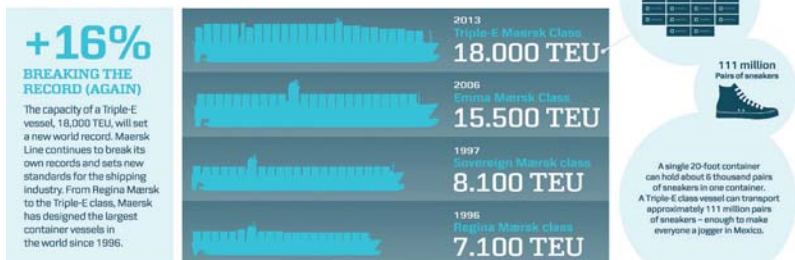 +16%
BREAKING THE
RECORD (AGAIN)
The capacity of a Triple-E
vessel, 18,000 TEU, will set
a new world record. Maersk
Line continues to break its
own records and sets new
standards for the shipping
industry. From Regina Mærsk
to the Triple-E class, Maersk
has designed the largest
container vessels in
the world since 1996.
2013
Triple-E Mærsk Class
18.000 TEU
2006
Emma Mærsk Class
15.500 TEU
1997
Sovereign Mærsk class
8.100 TEU
1996
Regina Mærsk class
7.100 TEU
111 million
Pairs of sneakers
A single 20-foot container
can hold about 6 thousand pairs
of sneakers in one container.
A Triple-E class vessel can transport
approximately 111 million pairs
of sneakers – enough to make
everyone a jogger in Mexico.